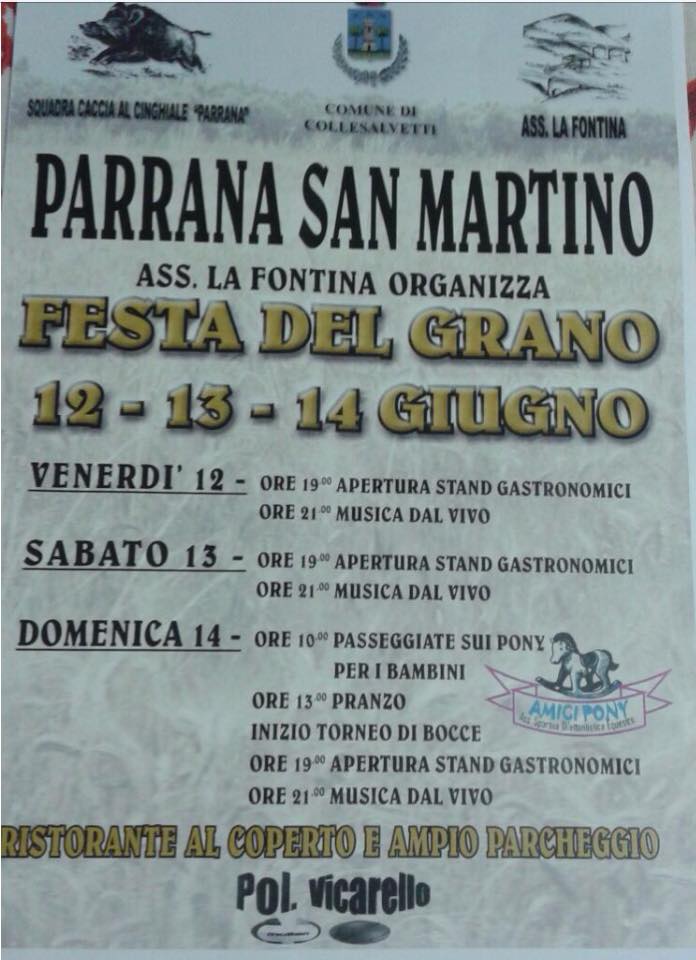 SQUADRA CACCIA AL CINGHIALE "PARRANA"
COMUNE DI
COLLESALVETTI
ASS. LA FONTINA
PARRANA SAN MARTINO
ASS. LA FONTINA ORGANIZZA
FESTA DEL GRANO
12 - 13 - 14 GIUGNO
VENERDI' 12 - ORE 19.00 APERTURA STAND GASTRONOMICI
ORE 21.00 MUSICA DAL VIVO
SABATO 13 - ORE 19.00 APERTURA STAND GASTRONOMICI
ORE 21.00 MUSICA DAL VIVO
DOMENICA 14 - ORE 10.00 PASSEGGIATE SUI PONY
PER I BAMBINI
ORE 13.00 PRANZO
AMICI PONY
Ass. Sportiva Dilettantistica Equestre
INIZIO TORNEO DI BOCCE
ORE 19.00 APERTURA STAND GASTRONOMICI
ORE 21.00 MUSICA DAL VIVO
RISTORANTE AL COPERTO E AMPIO PARCHEGGIO
Pol. Vicarello